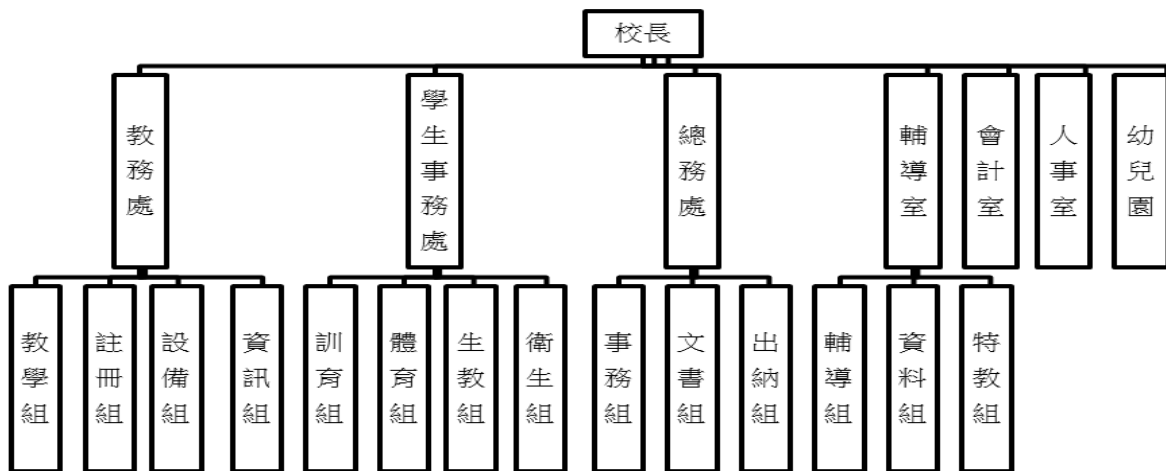 校長
教務處
學生事務處
總務處
輔導室
會計室
人事室
幼兒園
教學組
註冊組
設備組
資訊組
訓育組
體育組
生教組
衛生組
事務組
文書組
出納組
輔導組
資料組
特教組